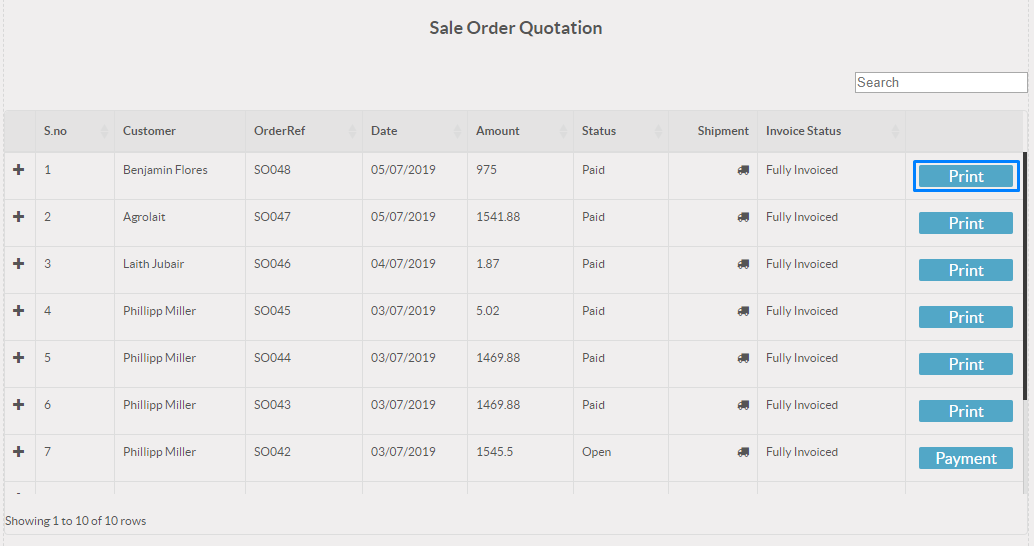 Sale Order Quotation
Search
S.no Customer OrderRef Date Amount Status Shipment Invoice Status
1 Benjamin Flores SO048 05/07/2019 975 Paid Fully Invoiced Print
2 Agrolait SO047 05/07/2019 1541.88 Paid Fully Invoiced Print
3 Laith Jubair SO046 04/07/2019 1.87 Paid Fully Invoiced Print
4 Phillipp Miller SO045 03/07/2019 5.02 Paid Fully Invoiced Print
5 Phillipp Miller SO044 03/07/2019 1469.88 Paid Fully Invoiced Print
6 Phillipp Miller SO043 03/07/2019 1469.88 Paid Fully Invoiced Print
7 Phillipp Miller SO042 03/07/2019 1545.5 Open Fully Invoiced Payment
Showing 1 to 10 of 10 rows